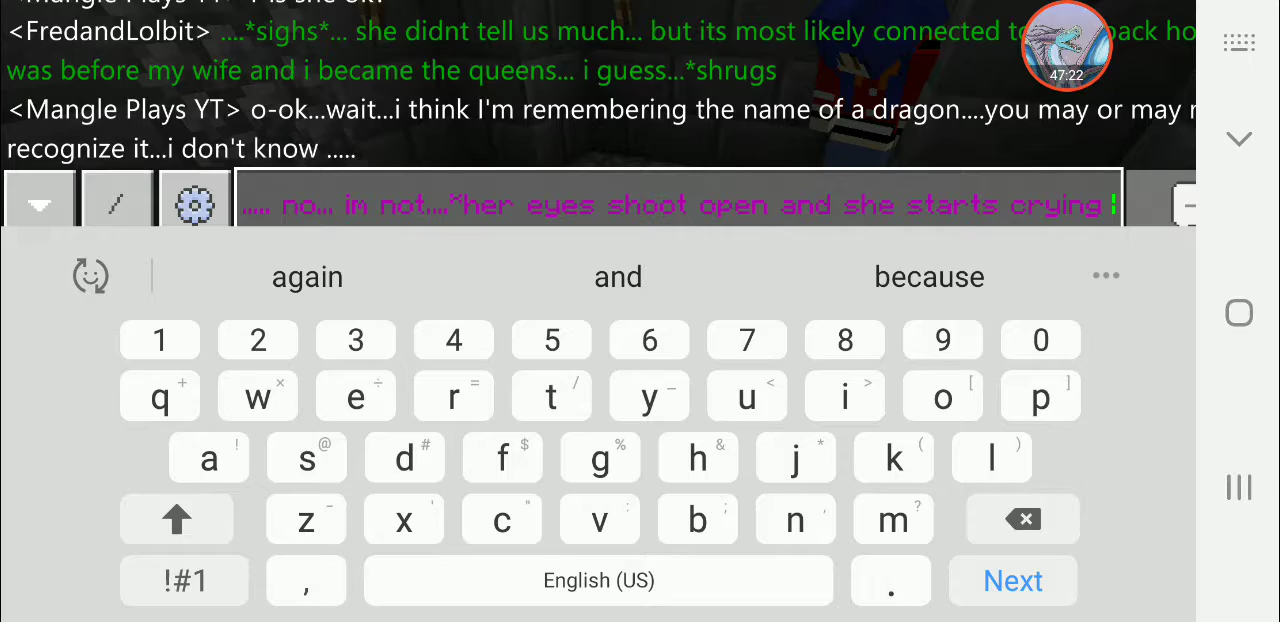 <FredandLolbit> ....*sighs*... she didnt tell us much... but its most likely connected back ho
was before my wife and i became the queens... i guess...*shrugs
<Mangle Plays YT> o-ok...wait...i think I'm remembering the name of a dragon....you may or may
recognize it...i don't know .....
47:22
/
..... no... im not....*her eyes shoot open and she starts crying
again and because
1 2 3 4 5 6 7 8 9 0
q + w × e ÷ r = t / y _ u < i > o [ p ]
a ! s @ d # f $ g % h & j * k ( l )
z - x ' c " v : b ; n , m ?
!#1 , English (US) . Next